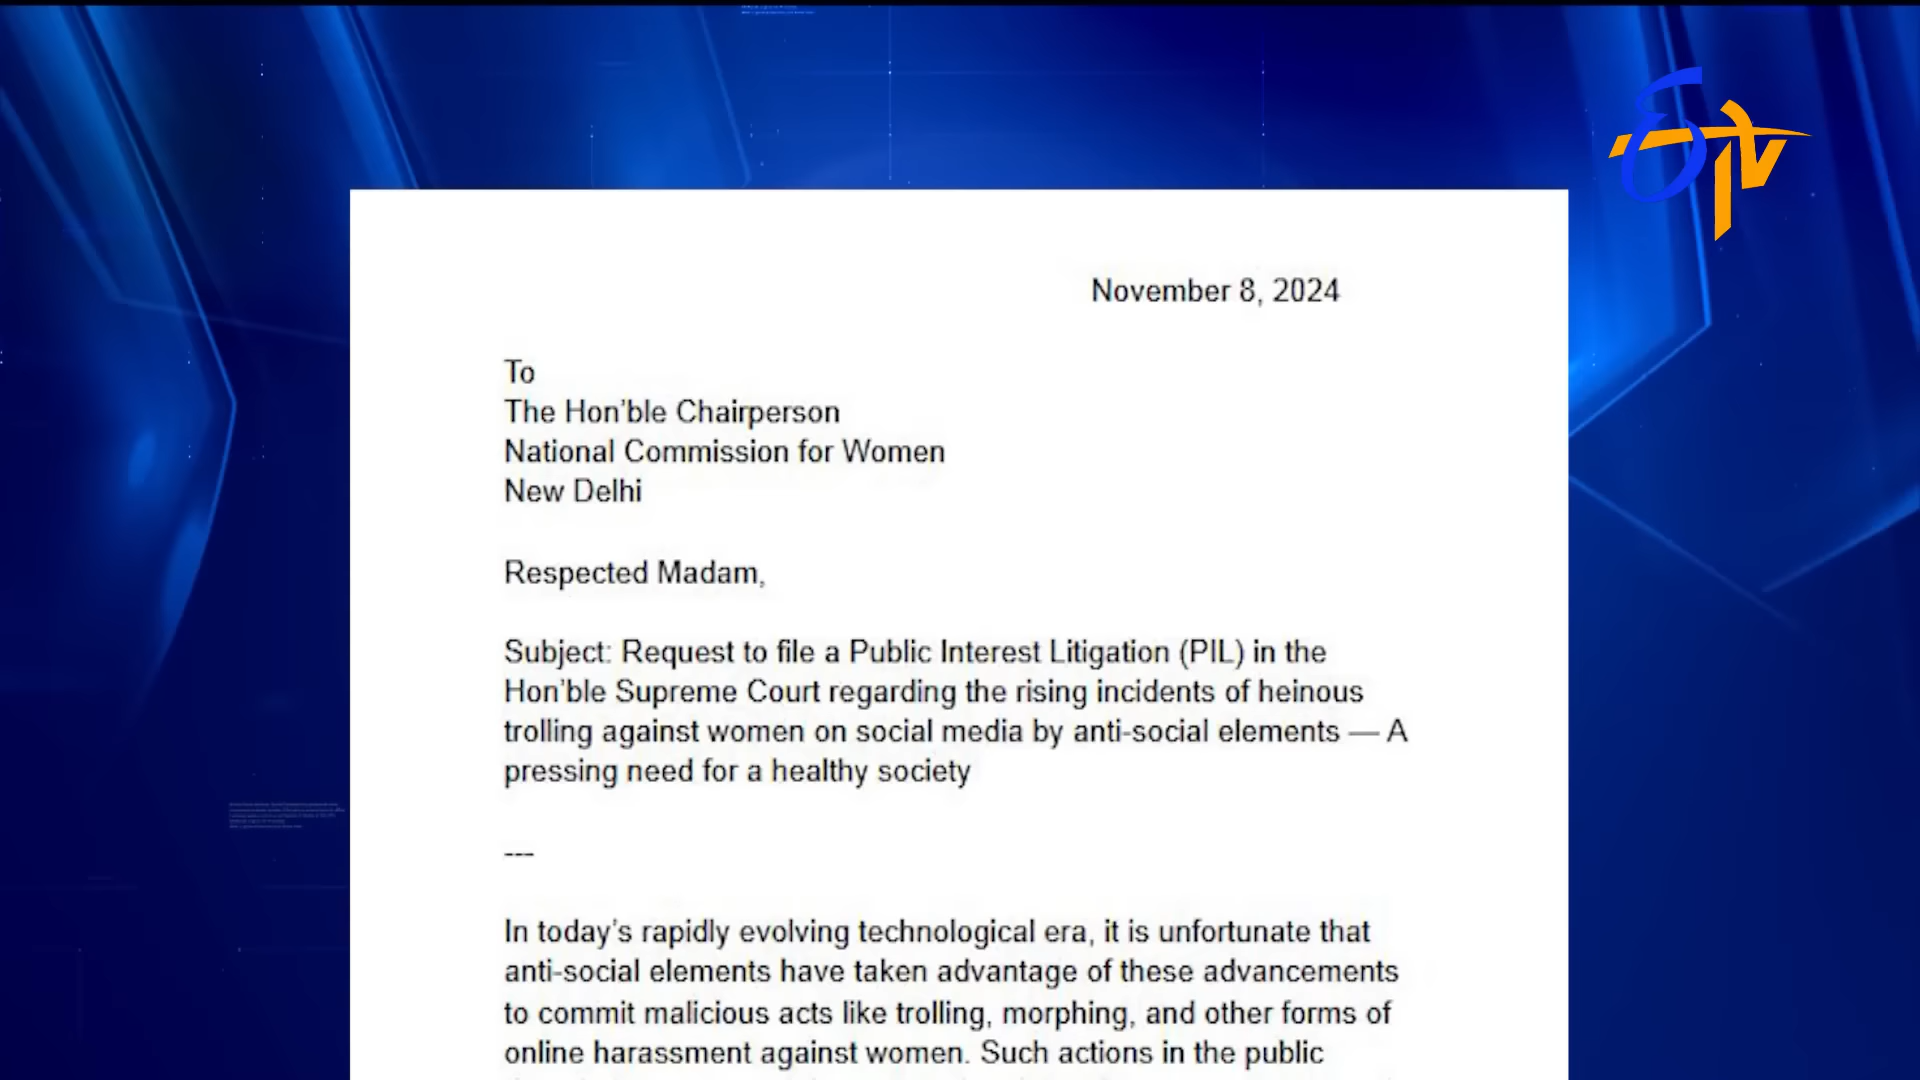 ETV
November 8, 2024
To
The Hon’ble Chairperson
National Commission for Women
New Delhi
Respected Madam,
Subject: Request to file a Public Interest Litigation (PIL) in the
Hon’ble Supreme Court regarding the rising incidents of heinous
trolling against women on social media by anti-social elements — A
pressing need for a healthy society
---
In today’s rapidly evolving technological era, it is unfortunate that
anti-social elements have taken advantage of these advancements
to commit malicious acts like trolling, morphing, and other forms of
online harassment against women. Such actions in the public